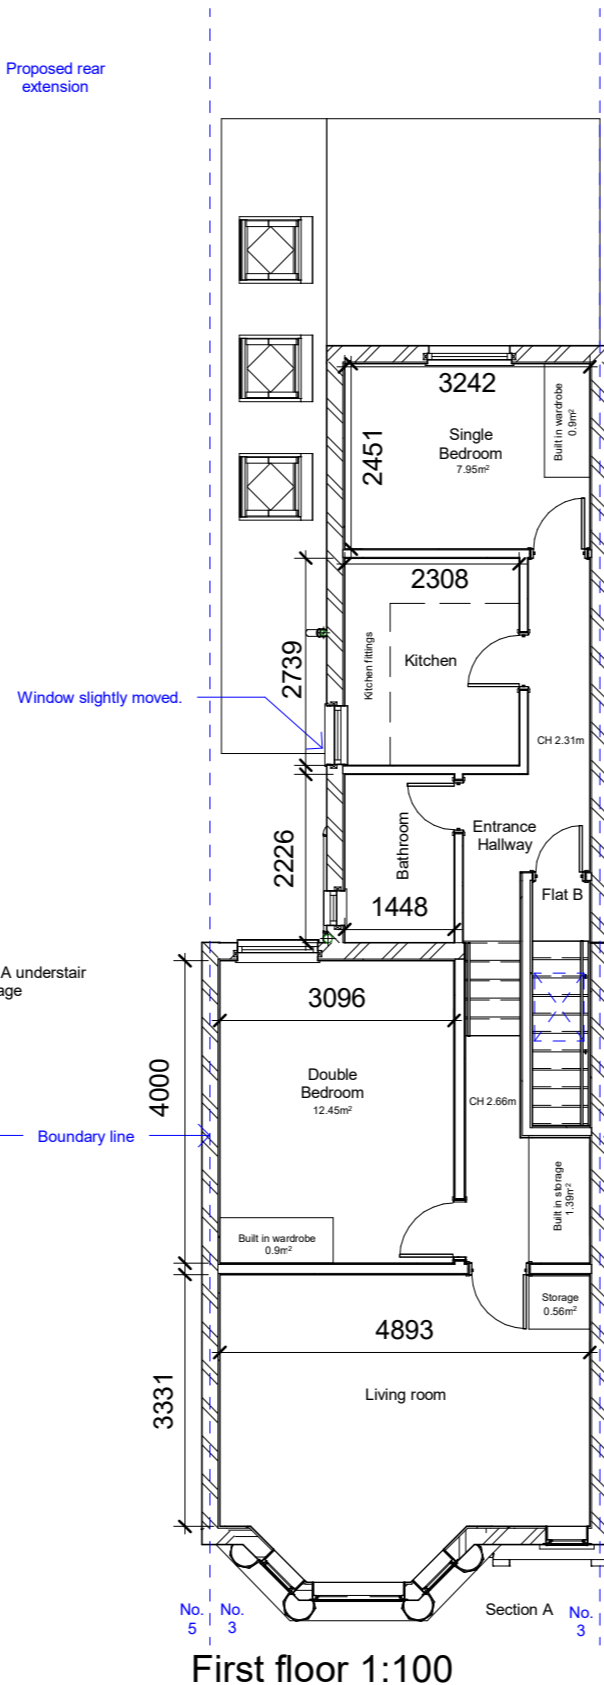 Proposed rear
extension
3242
2451
Single
Bedroom
7.95m²
Built in wardrobe
0.9m²
2308
2739
Kitchen fittings
Kitchen
Window slightly moved.
CH 2.31m
2226
Bathroom
Entrance
Hallway
1448
Flat B
A understair
age
3096
4000
Double
Bedroom
12.45m²
CH 2.66m
Boundary line
Built in storage
1.39m²
Built in wardrobe
0.9m²
Storage
0.56m²
4893
3331
Living room
No.
5
No.
3
Section A
No.
3
First floor 1:100